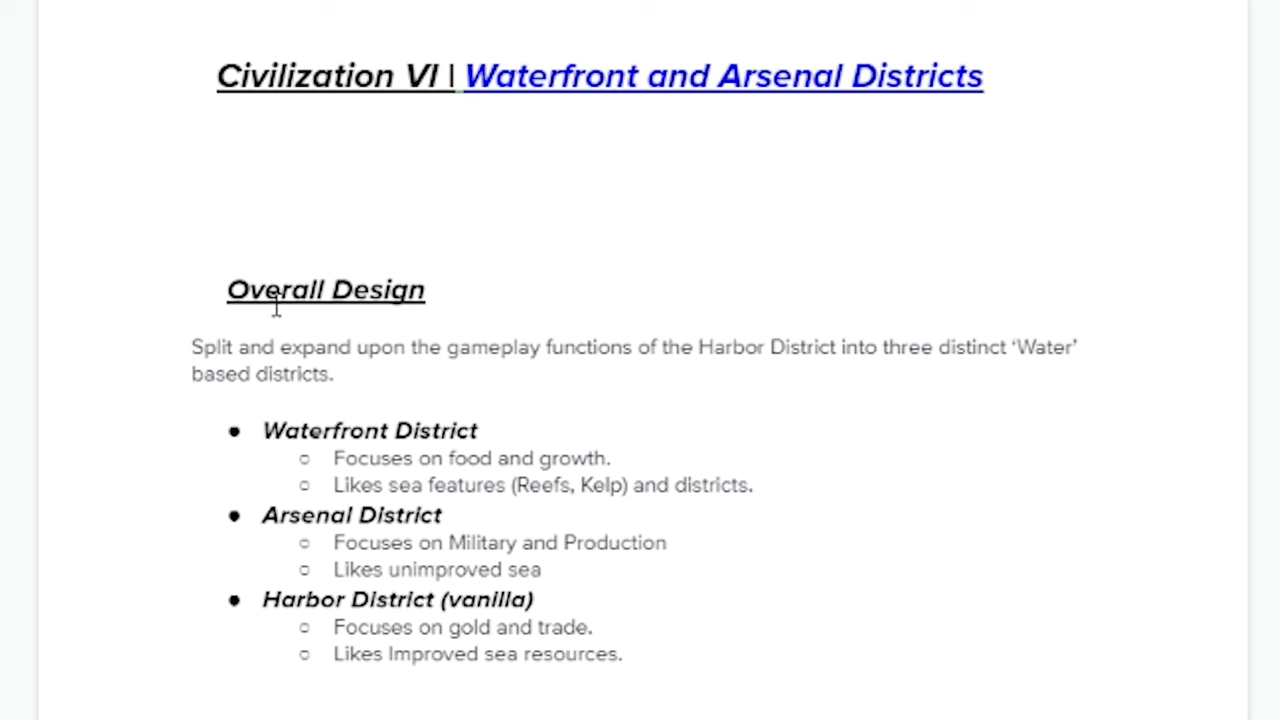 Civilization VI | Waterfront and Arsenal Districts
Overall Design
Split and expand upon the gameplay functions of the Harbor District into three distinct ‘Water’
based districts.
● Waterfront District
○ Focuses on food and growth.
○ Likes sea features (Reefs, Kelp) and districts.
● Arsenal District
○ Focuses on Military and Production
○ Likes unimproved sea
● Harbor District (vanilla)
○ Focuses on gold and trade.
○ Likes Improved sea resources.